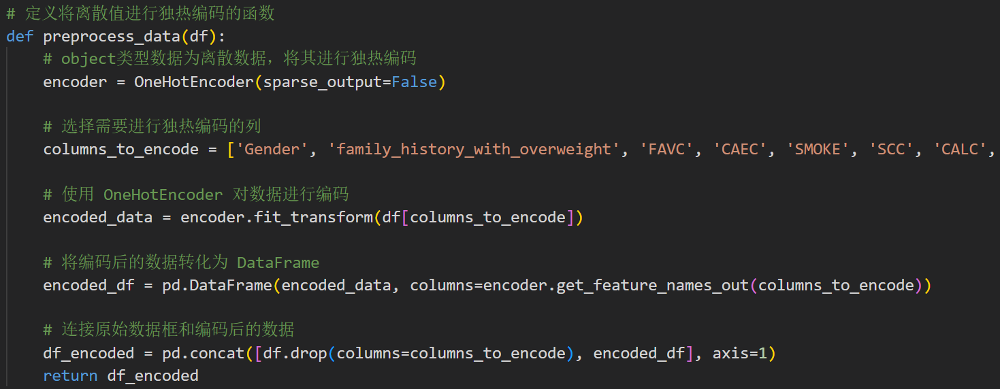 # 定义将离散值进行独热编码的函数
def preprocess_data(df):
    # object类型数据为离散数据，将其进行独热编码
    encoder = OneHotEncoder(sparse_output=False)
    # 选择需要进行独热编码的列
    columns_to_encode = ['Gender', 'family_history_with_overweight', 'FAVC', 'CAEC', 'SMOKE', 'SCC', 'CALC',
    # 使用 OneHotEncoder 对数据进行编码
    encoded_data = encoder.fit_transform(df[columns_to_encode])
    # 将编码后的数据转化为 DataFrame
    encoded_df = pd.DataFrame(encoded_data, columns=encoder.get_feature_names_out(columns_to_encode))
    # 连接原始数据框和编码后的数据
    df_encoded = pd.concat([df.drop(columns=columns_to_encode), encoded_df], axis=1)
    return df_encoded